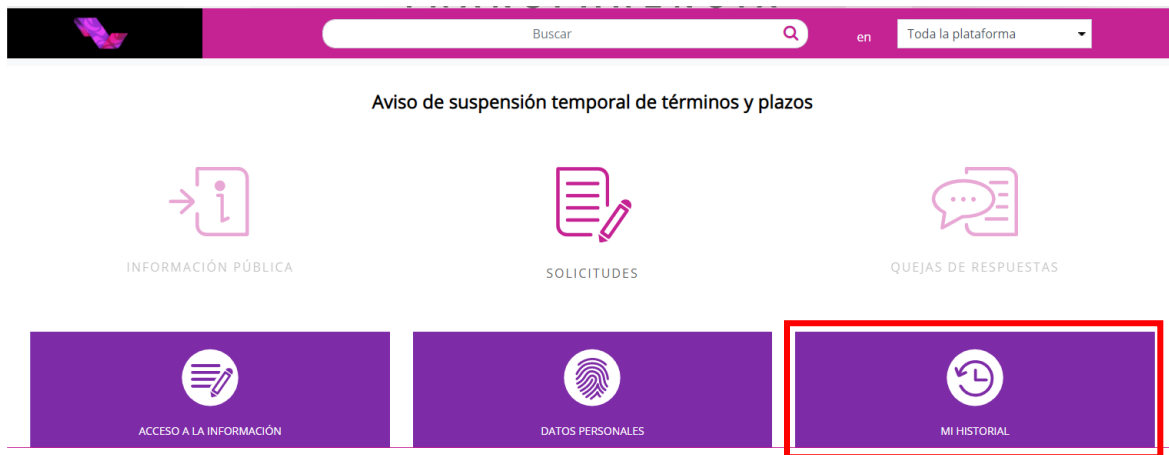 Buscar
en
Toda la plataforma
Aviso de suspensión temporal de términos y plazos
INFORMACIÓN PÚBLICA
SOLICITUDES
QUEJAS DE RESPUESTAS
ACCESO A LA INFORMACIÓN
DATOS PERSONALES
MI HISTORIAL